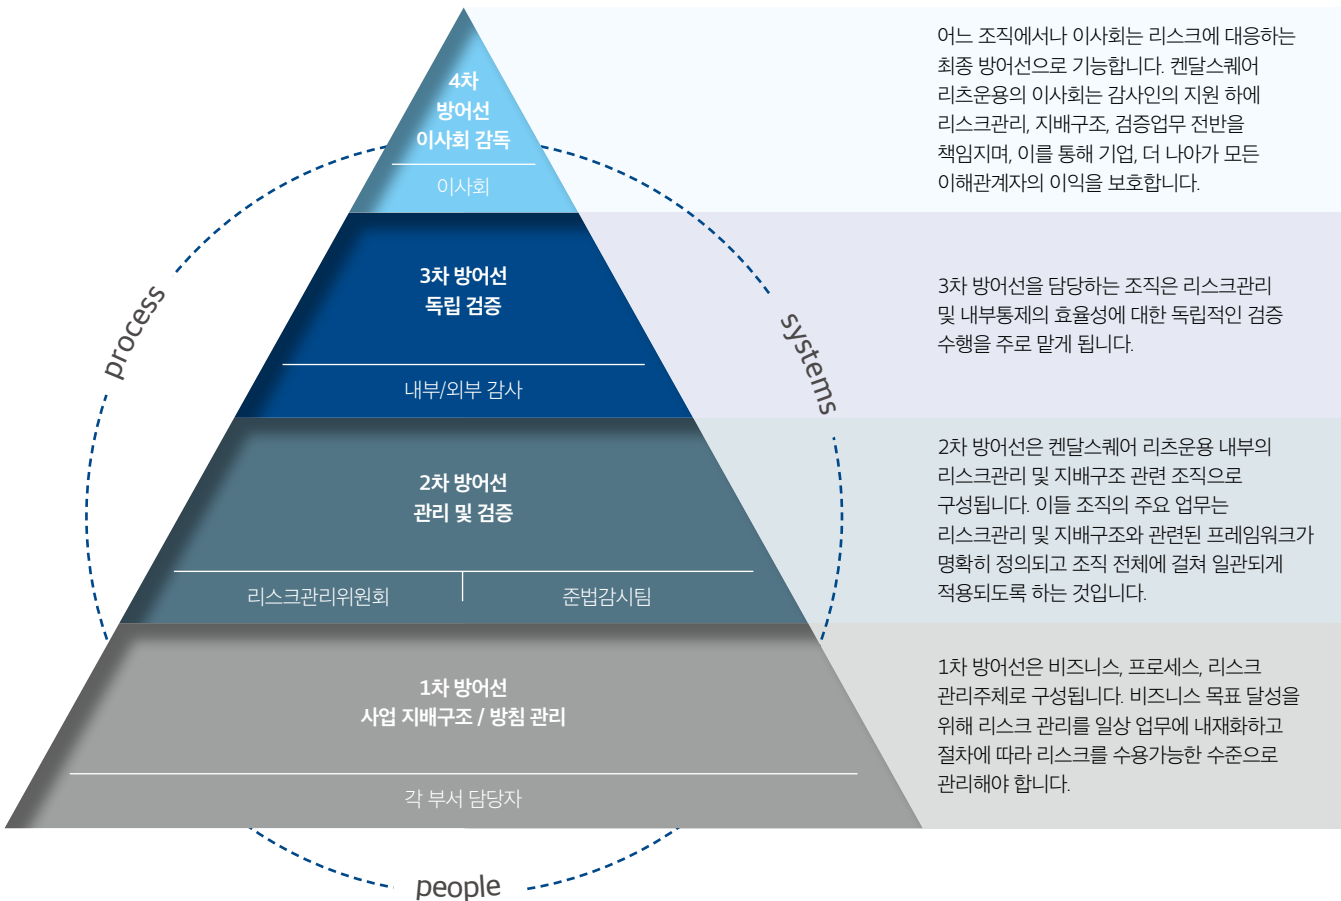 4차
방어선
이사회 감독
이사회
어느 조직에서나 이사회는 리스크에 대응하는
최종 방어선으로 기능합니다. 켄달스퀘어
리츠운용의 이사회는 감사인의 지원 하에
리스크관리, 지배구조, 검증업무 전반을
책임지며, 이를 통해 기업, 더 나아가 모든
이해관계자의 이익을 보호합니다.
3차 방어선
독립 검증
내부/외부 감사
3차 방어선을 담당하는 조직은 리스크관리
및 내부통제의 효율성에 대한 독립적인 검증
수행을 주로 맡게 됩니다.
process
systems
2차 방어선
관리 및 검증
리스크관리위원회
준법감시팀
2차 방어선은 켄달스퀘어 리츠운용 내부의
리스크관리 및 지배구조 관련 조직으로
구성됩니다. 이들 조직의 주요 업무는
리스크관리 및 지배구조와 관련된 프레임워크가
명확히 정의되고 조직 전체에 걸쳐 일관되게
적용되도록 하는 것입니다.
1차 방어선
사업 지배구조 / 방침 관리
각 부서 담당자
1차 방어선은 비즈니스, 프로세스, 리스크
관리주체로 구성됩니다. 비즈니스 목표 달성을
위해 리스크 관리를 일상 업무에 내재화하고
절차에 따라 리스크를 수용가능한 수준으로
관리해야 합니다.
people